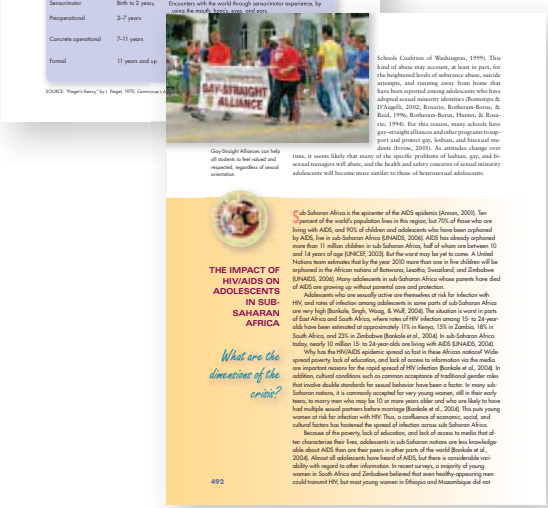 Sensorimotor Birth to 2 years Encounters with the world through sensorimotor experience, by
using the mouth, hands, eyes, and ears.
Preoperational 2–7 years
Concrete operational 7–11 years
Formal 11 years and up
SOURCE: "Piaget's theory," by J. Piaget, 1970,
GAY-STRAIGHT
ALLIANCE
Gay-Straight Alliances can help
all students to feel valued and
respected, regardless of sexual
orientation.
Schools Coalition of Washington, 1999). This
kind of abuse may account, at least in part, for
the heightened levels of substance abuse, suicide
attempts, and running away from home that
have been reported among adolescents who have
adopted sexual minority identities (Bontempo &
D'Augelli, 2002; Rosario, Rotheram-Borus, &
Reid, 1996; Rotheram-Borus, Hunter, & Rosa-
rio, 1994). For this reason, many schools have
gay–straight alliances and other programs to sup-
port and protect gay, lesbian, and bisexual stu-
dents (Irvine, 2001). As attitudes change over
time, it seems likely that many of the specific problems of lesbian, gay, and bi-
sexual teenagers will abate, and the health and safety concerns of sexual minority
adolescents will become more similar to those of heterosexual adolescents.
THE IMPACT OF
HIV/AIDS ON
ADOLESCENTS
IN SUB-
SAHARAN
AFRICA
What are the
dimensions of the
crisis?
Sub-Saharan Africa is the epicenter of the AIDS epidemic (Annan, 2001). Ten
percent of the world's population lives in this region, but 70% of those who are
living with AIDS, and 90% of children and adolescents who have been orphaned
by AIDS, live in sub-Saharan Africa (UNAIDS, 2006). AIDS has already orphaned
more than 11 million children in sub-Saharan Africa, half of whom are between 10
and 14 years of age (UNICEF, 2003). But the worst may be yet to come. A United
Nations team estimates that by the year 2010 more than one in five children will be
orphaned in the African nations of Botswana, Lesotho, Swaziland, and Zimbabwe
(UNAIDS, 2006). Many adolescents in sub-Saharan Africa whose parents have died
of AIDS are growing up without parental care and protection.
Adolescents who are sexually active are themselves at risk for infection with
HIV, and rates of infection among adolescents in some parts of sub-Saharan Africa
are very high (Bankole, Singh, Woog, & Wulf, 2004). The situation is worst in parts
of East Africa and South Africa, where rates of HIV infection among 15- to 24-year-
olds have been estimated at approximately 11% in Kenya, 15% in Zambia, 18% in
South Africa, and 23% in Zimbabwe (Bankole et al., 2004). In sub-Saharan Africa
today, nearly 10 million 15- to 24-year-olds are living with AIDS (UNAIDS, 2004).
Why has the HIV/AIDS epidemic spread so fast in these African nations? Wide-
spread poverty, lack of education, and lack of access to information via the media
are important reasons for the rapid spread of HIV infection (Bankole et al., 2004). In
addition, cultural conditions such as common acceptance of traditional gender roles
that involve double standards for sexual behavior have been a factor. In many sub-
Saharan nations, it is commonly accepted for very young women, still in their early
teens, to marry men who may be 10 or more years older and who are likely to have
had multiple sexual partners before marriage (Bankole et al., 2004). This puts young
women at risk for infection with HIV. Thus, a confluence of economic, social, and
cultural factors has hastened the spread of infection across sub-Saharan Africa.
Because of the poverty, lack of education, and lack of access to media that of-
ten characterize their lives, adolescents in sub-Saharan nations are less knowledge-
able about AIDS than are their peers in other parts of the world (Bankole et al.,
2004). Almost all adolescents have heard of AIDS, but there is considerable vari-
ability with regard to other information. In recent surveys, a majority of young
women in South Africa and Zimbabwe believed that even healthy-appearing men
could transmit HIV, but most young women in Ethiopia and Mozambique did not
492